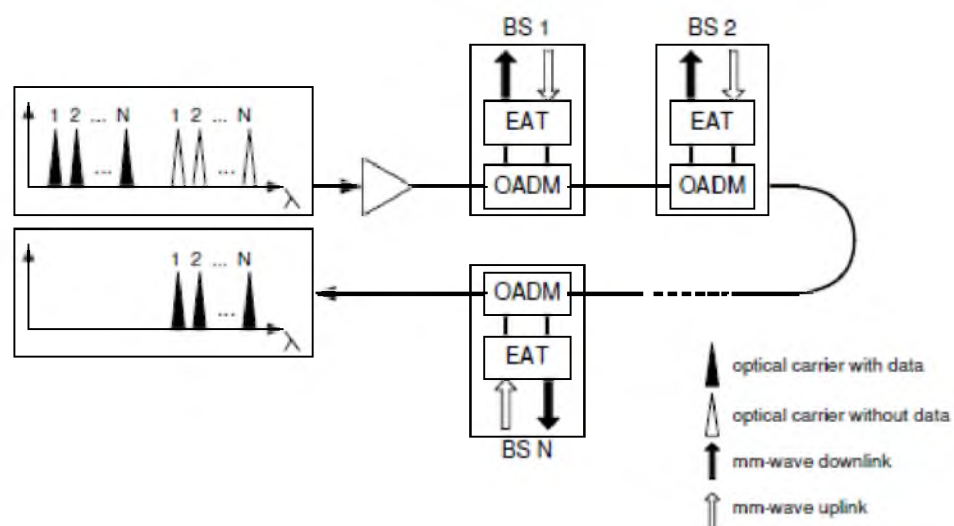 BS 1
BS 2
1 2 ... N 1 2 ... N
EAT
EAT
... ...
OADM
OADM
λ
1 2 ... N
OADM
...
λ
EAT
optical carrier with data
optical carrier without data
BS N
mm-wave downlink
mm-wave uplink